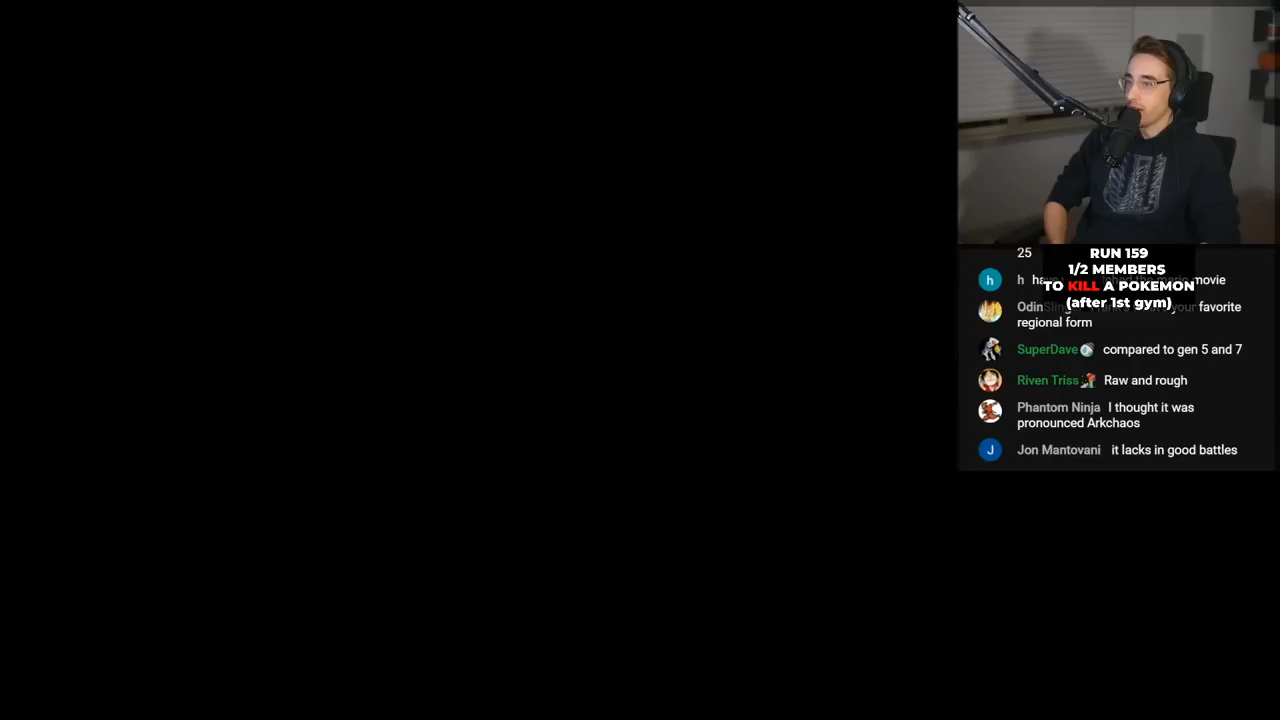 25
RUN 159
1/2 MEMBERS
TO KILL A POKEMON
(after 1st gym)
h h movie
Odin your favorite
regional form
SuperDave compared to gen 5 and 7
Riven Triss Raw and rough
Phantom Ninja I thought it was
pronounced Arkchaos
Jon Mantovani it lacks in good battles
J